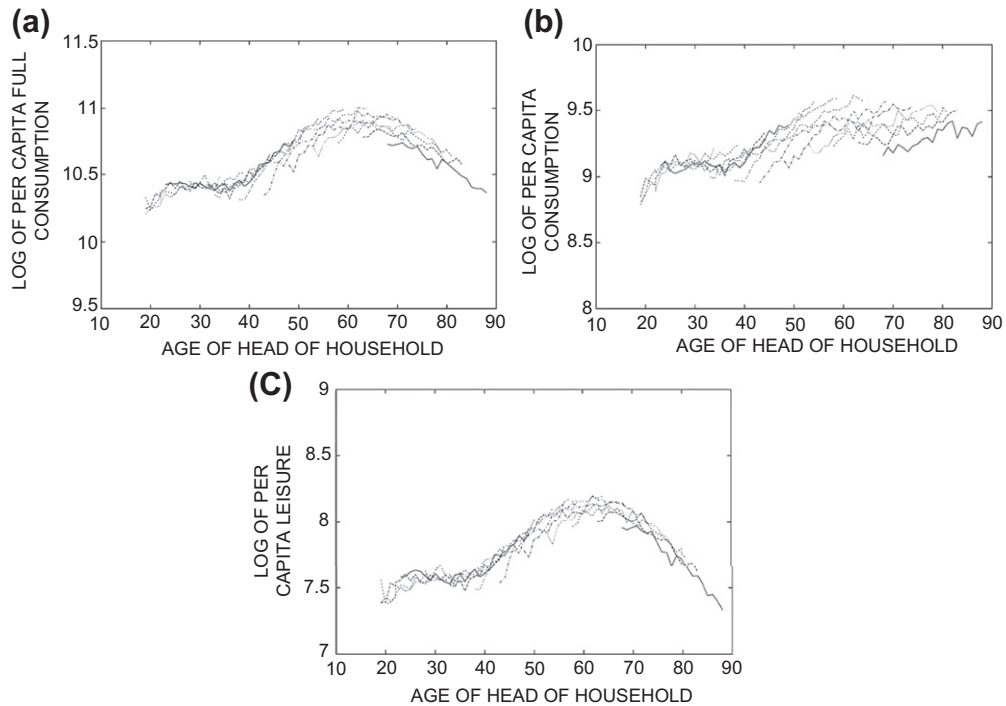 (a)
LOG OF PER CAPITA FULL
CONSUMPTION
11.5
11
10.5
10
9.5
10 20 30 40 50 60 70 80 90
AGE OF HEAD OF HOUSEHOLD
(b)
LOG OF PER CAPITA
CONSUMPTION
10
9.5
9
8.5
8
10 20 30 40 50 60 70 80 90
AGE OF HEAD OF HOUSEHOLD
(C)
LOG OF PER
CAPITA LEISURE
9
8.5
8
7.5
7
10 20 30 40 50 60 70 80 90
AGE OF HEAD OF HOUSEHOLD